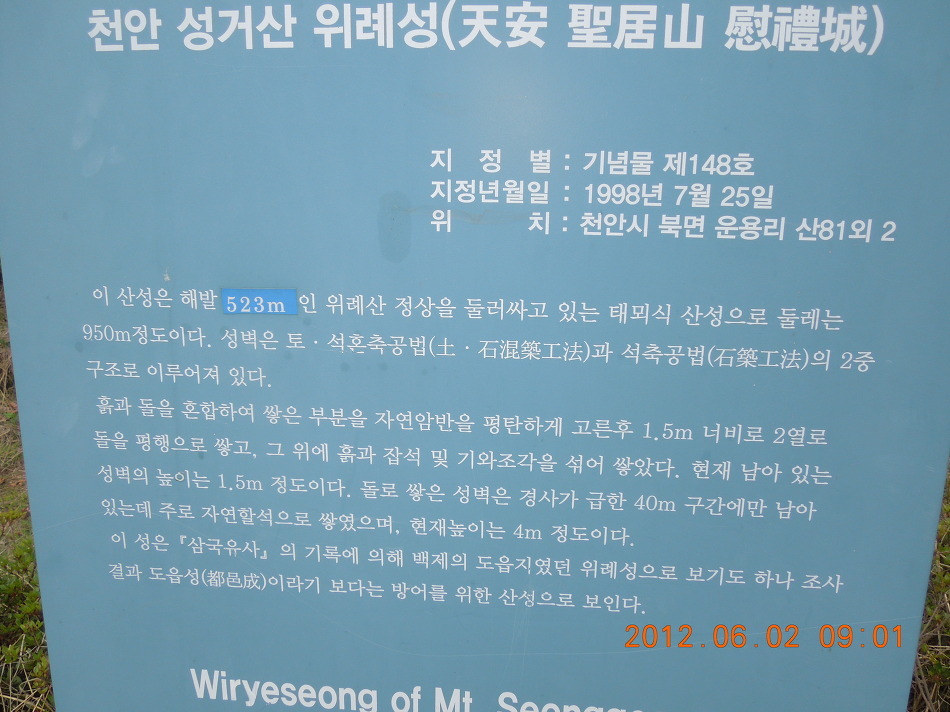 천안 성거산 위례성(天安 聖居山 慰禮城)
지 정 별 : 기념물 제148호
지정년월일 : 1998년 7월 25일
위 치 : 천안시 북면 운용리 산81외 2
이 산성은 해발 523m 인 위례산 정상을 둘러싸고 있는 태뫼식 산성으로 둘레는
950m정도이다. 성벽은 토·석혼축공법(土·石混築工法)과 석축공법(石築工法)의 2중
구조로 이루어져 있다.
흙과 돌을 혼합하여 쌓은 부분을 자연암반을 평탄하게 고른후 1.5m 너비로 2열로
돌을 평행으로 쌓고, 그 위에 흙과 잡석 및 기와조각을 섞어 쌓았다. 현재 남아 있는
성벽의 높이는 1.5m 정도이다. 돌로 쌓은 성벽은 경사가 급한 40m 구간에만 남아
있는데 주로 자연할석으로 쌓였으며, 현재높이는 4m 정도이다.
이 성은 『삼국유사』의 기록에 의해 백제의 도읍지였던 위례성으로 보기도 하나 조사
결과 도읍성(都邑成)이라기 보다는 방어를 위한 산성으로 보인다.
2012.06.02 09:01
Wiryeseong of Mt.